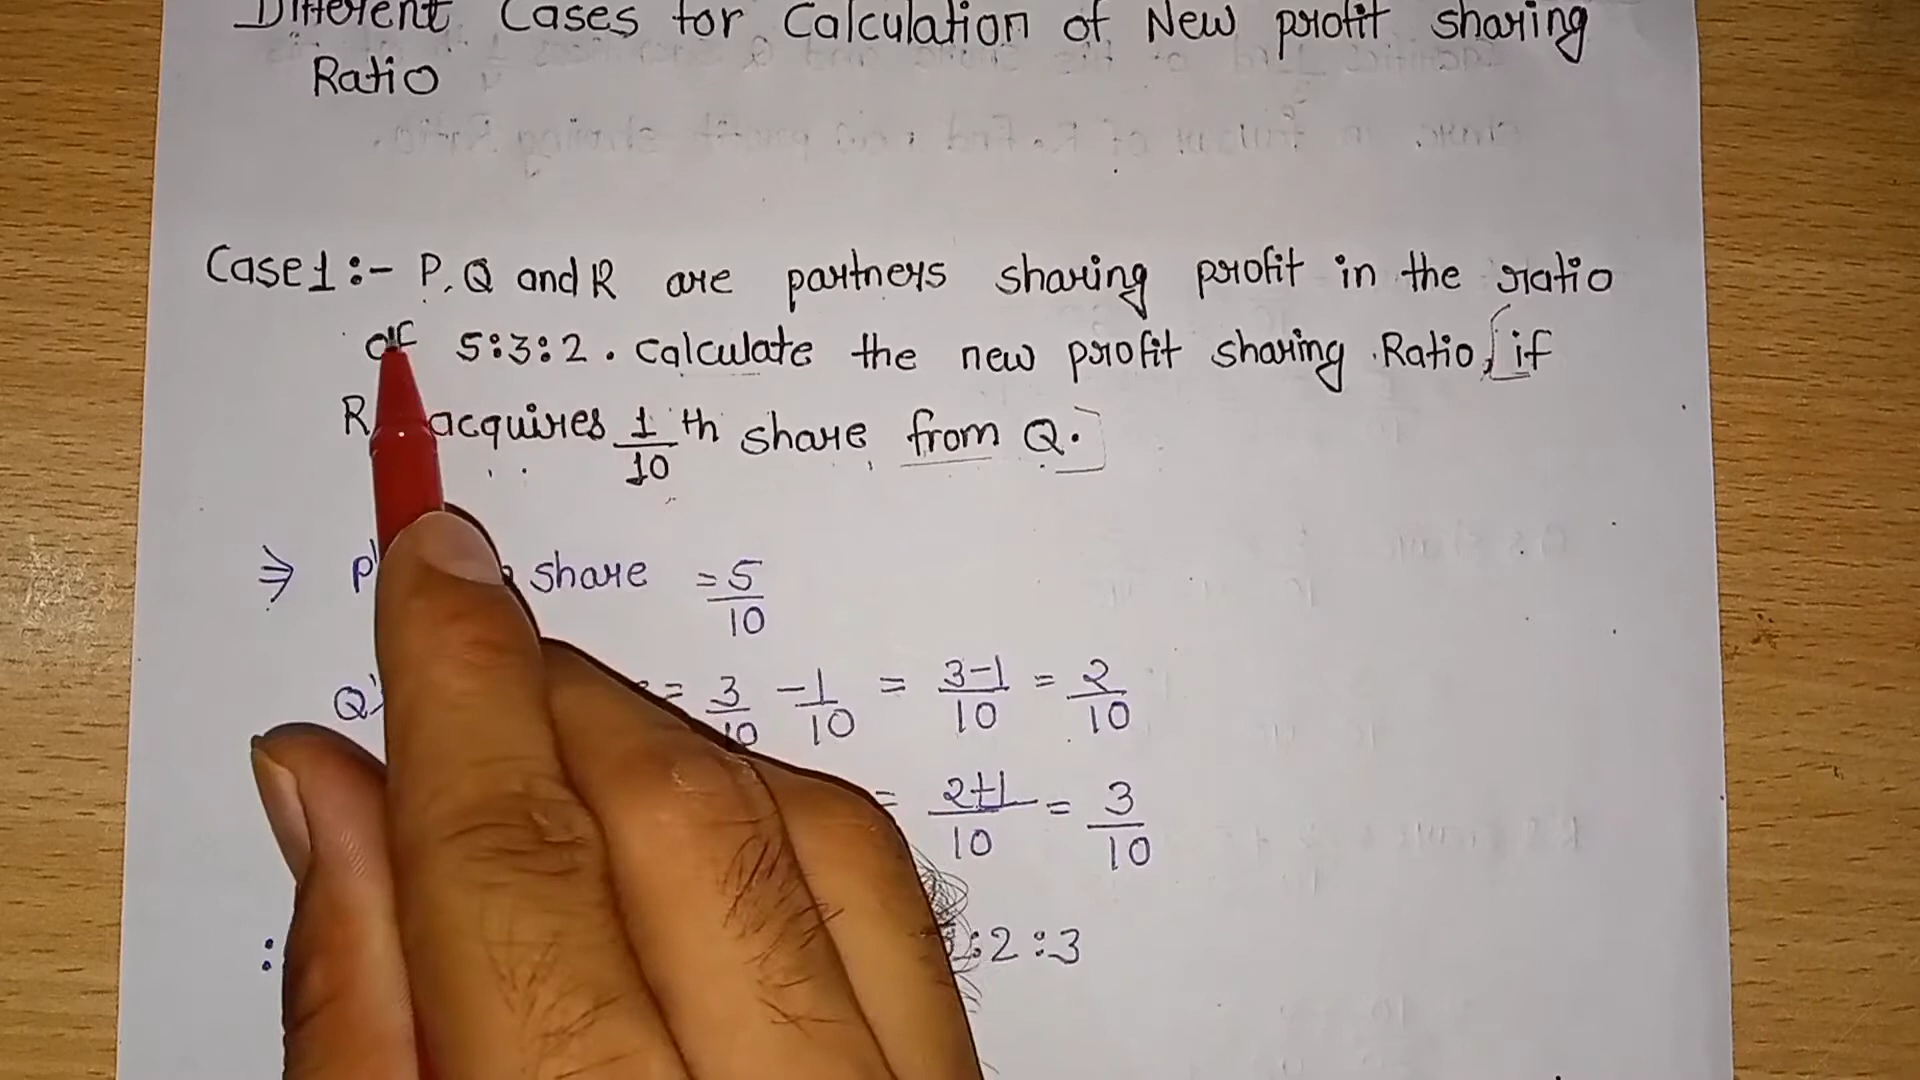 Different Cases for Calculation of New profit sharing
Ratio
Case 1 :- P, Q and R are partners sharing profit in the ratio
of 5:3:2. Calculate the new profit sharing Ratio, if
R acquires 1/10 th share from Q.
⇒ P' share = 5/10
Q' = 3/10 - 1/10 = 3-1/10 = 2/10
= 2+1/10 = 3/10
:2:3